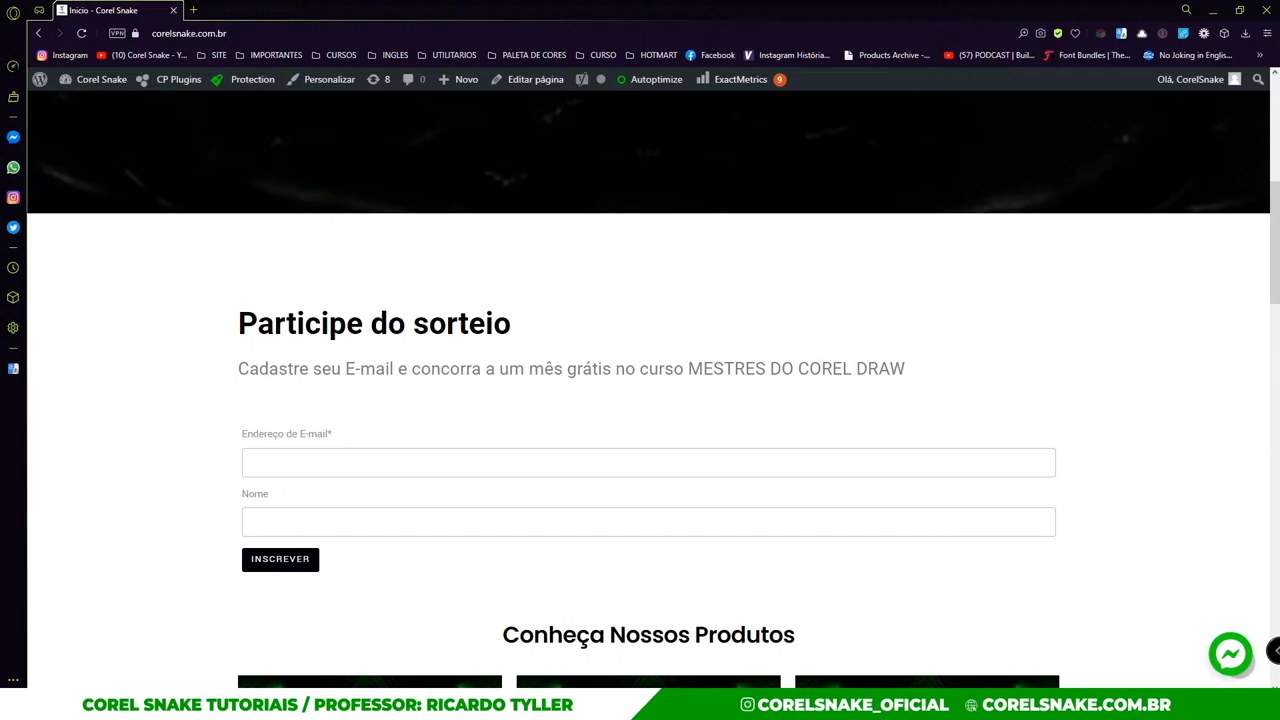 Início - Corel Snake
VPN corelsnake.com.br
Instagram (10) Corel Snake - Y... SITE IMPORTANTES CURSOS INGLES UTILITARIOS PALETA DE CORES CURSO HOTMART Facebook Instagram História... Products Archive -... (57) PODCAST | Bil... Font Bundles | The... No Joking in Englis...
Corel Snake CP Plugins Protection Personalizar 8 0 Novo Editar página Autoptimize ExactMetrics 9 Olá, CorelSnake
Participe do sorteio
Cadastre seu E-mail e concorra a um mês grátis no curso MESTRES DO COREL DRAW
Endereço de E-mail*
Nome
INSCREVER
Conheça Nossos Produtos
COREL SNAKE TUTORIAIS / PROFESSOR: RICARDO TYLLER CORELSNAKE_OFICIAL CORELSNAKE.COM.BR